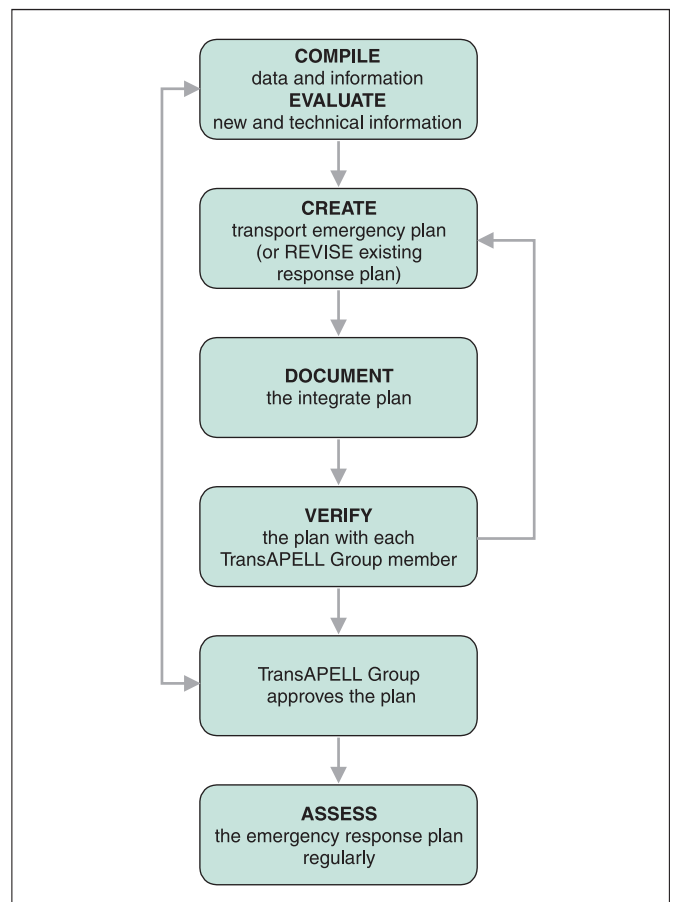 COMPILE
data and information
EVALUATE
new and technical information
CREATE
transport emergency plan
(or REVISE existing
response plan)
DOCUMENT
the integrate plan
VERIFY
the plan with each
TransAPELL Group member
TransAPELL Group
approves the plan
ASSESS
the emergency response plan
regularly